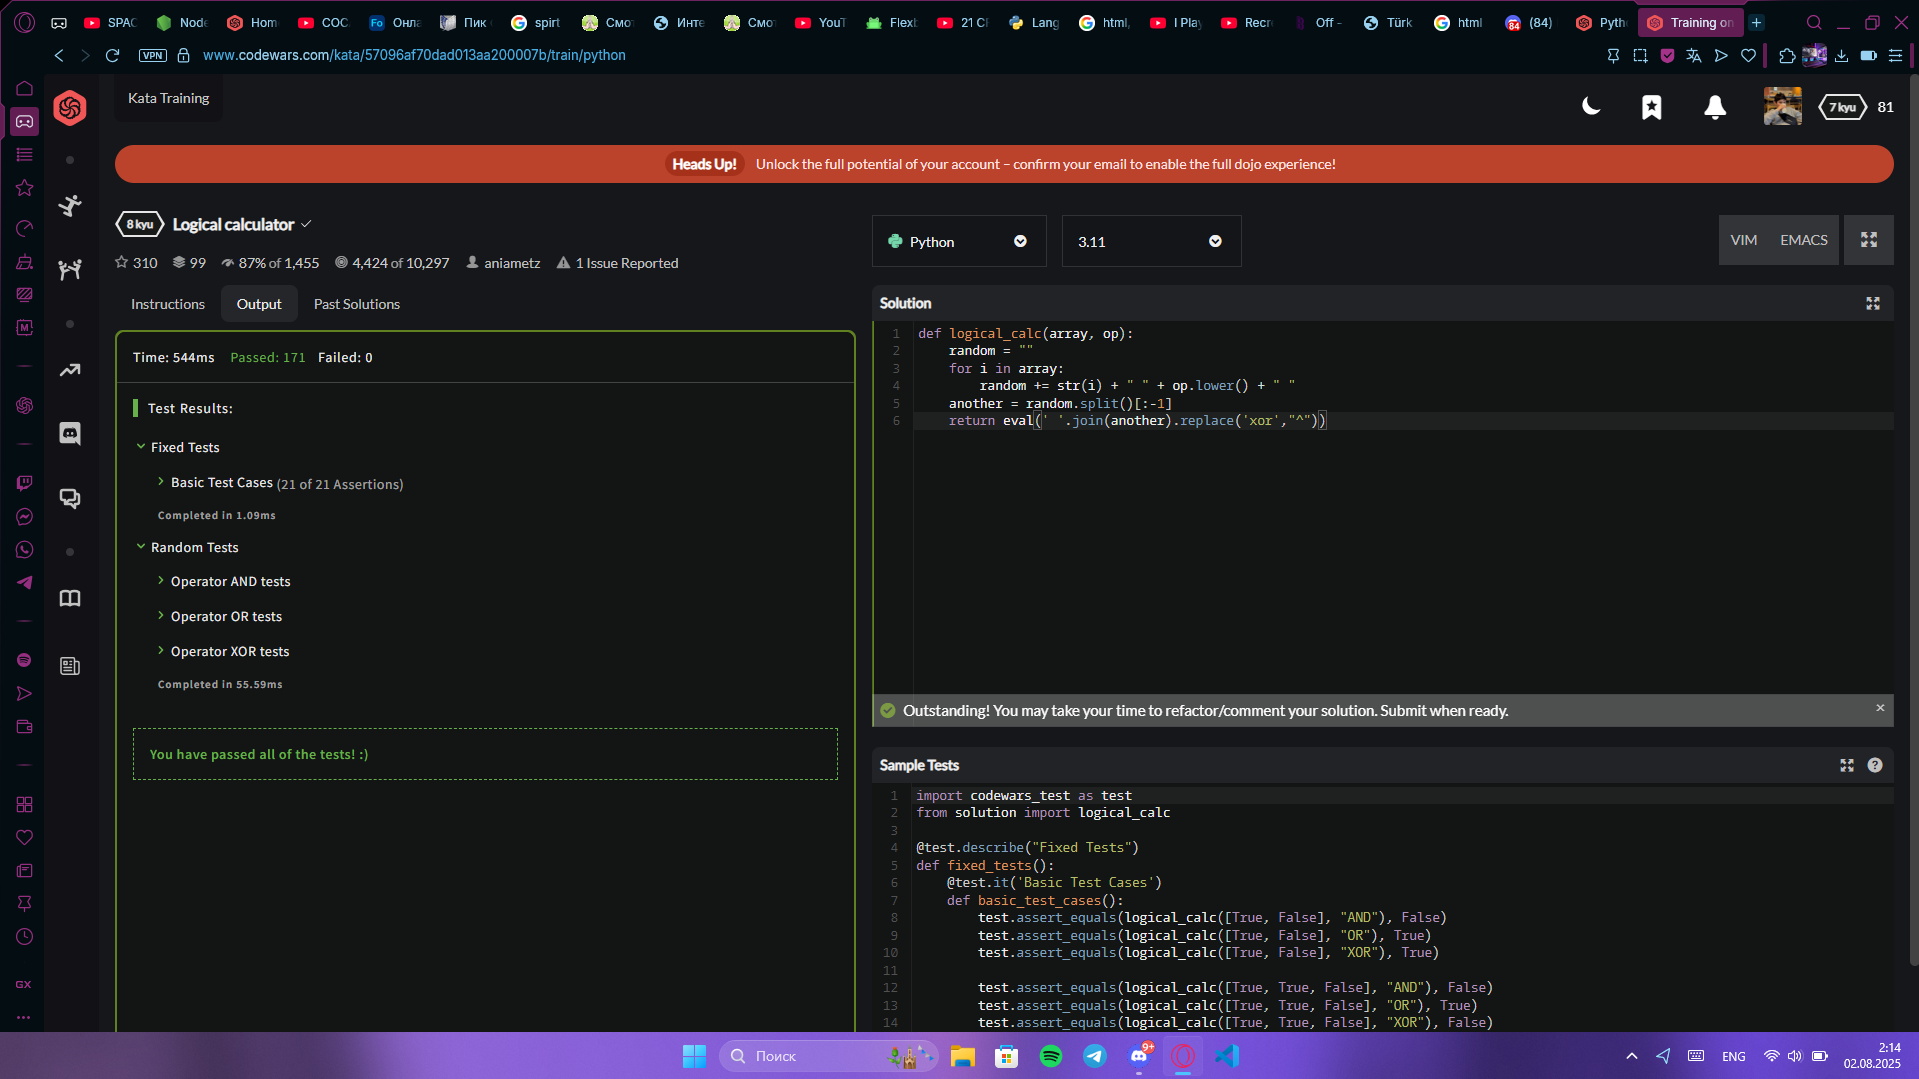 SPAC
Node
Hom
COC
Онла
Пик
spirt
Смот
Инте
Смот
YouT
Flexb
21 CF
Lang
html,
I Play
Recre
Off -
Türk
html
(84)
Pyth
Training on
VPN
www.codewars.com/kata/57096af70dad013aa200007b/train/python
Kata Training
7 kyu
81
Heads Up!
Unlock the full potential of your account – confirm your email to enable the full dojo experience!
8 kyu
Logical calculator
310
99
87% of 1,455
4,424 of 10,297
aniametz
1 Issue Reported
Instructions
Output
Past Solutions
Time: 544ms
Passed: 171
Failed: 0
Test Results:
Fixed Tests
Basic Test Cases (21 of 21 Assertions)
Completed in 1.09ms
Random Tests
Operator AND tests
Operator OR tests
Operator XOR tests
Completed in 55.59ms
You have passed all of the tests! :)
Python
3.11
VIM
EMACS
Solution
1 def logical_calc(array, op):
2 random = ""
3 for i in array:
4 random += str(i) + " " + op.lower() + " "
5 another = random.split()[:-1]
6 return eval(' '.join(another).replace('xor',"^"))
Outstanding! You may take your time to refactor/comment your solution. Submit when ready.
Sample Tests
1 import codewars_test as test
2 from solution import logical_calc
3
4 @test.describe("Fixed Tests")
5 def fixed_tests():
6 @test.it('Basic Test Cases')
7 def basic_test_cases():
8 test.assert_equals(logical_calc([True, False], "AND"), False)
9 test.assert_equals(logical_calc([True, False], "OR"), True)
10 test.assert_equals(logical_calc([True, False], "XOR"), True)
11
12 test.assert_equals(logical_calc([True, True, False], "AND"), False)
13 test.assert_equals(logical_calc([True, True, False], "OR"), True)
14 test.assert_equals(logical_calc([True, True, False], "XOR"), False)
GX
Поиск
9+
ENG
2:14
02.08.2025